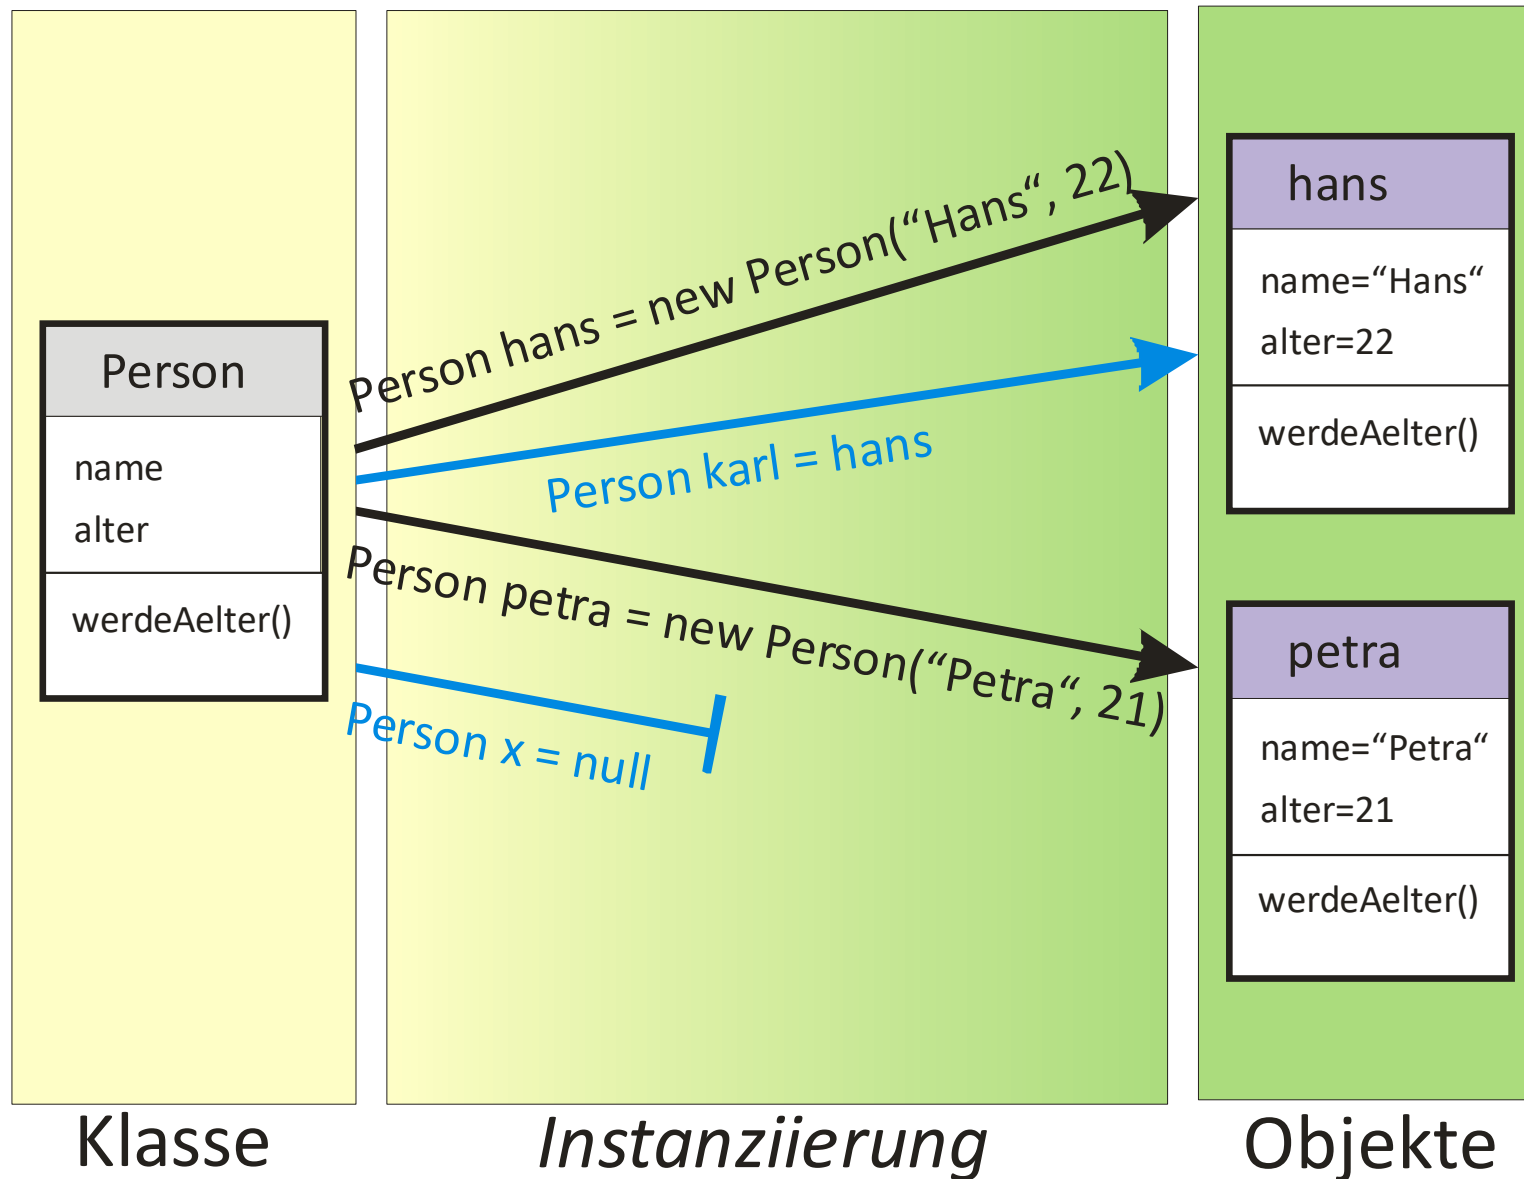 Person
name
alter
werdeAelter()
Person hans = new Person(“Hans“, 22)
Person karl = hans
Person petra = new Person(“Petra“, 21)
Person x = null
hans
name=“Hans“
alter=22
werdeAelter()
petra
name=“Petra“
alter=21
werdeAelter()
Klasse
Instanziierung
Objekte